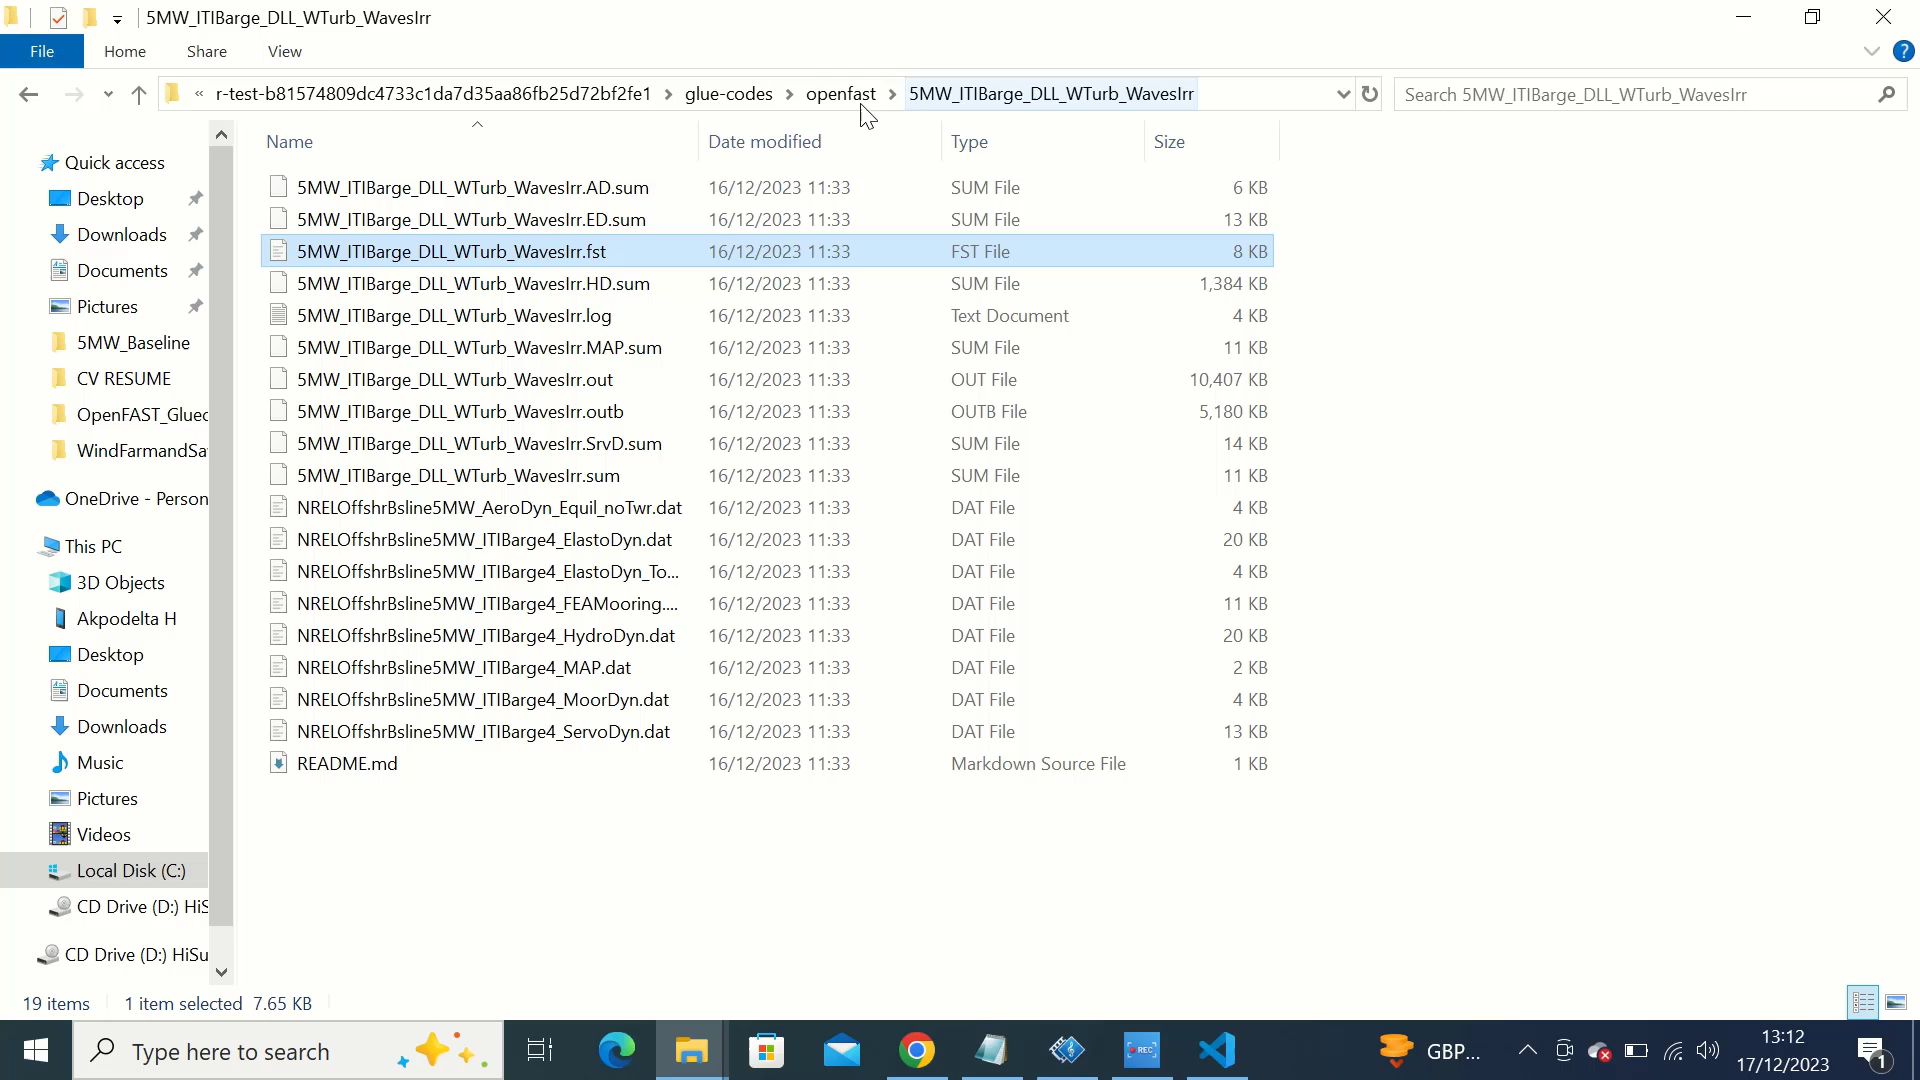 5MW_ITIBarge_DLL_WTurb_WavesIrr
File Home Share View
« r-test-b81574809dc4733c1da7d35aa86fb25d72bf2fe1 > glue-codes > openfast > 5MW_ITIBarge_DLL_WTurb_WavesIrr
Search 5MW_ITIBarge_DLL_WTurb_WavesIrr
Quick access
Desktop
Downloads
Documents
Pictures
5MW_Baseline
CV RESUME
OpenFAST_Gluec
WindFarmandSa
OneDrive - Person
This PC
3D Objects
Akpodelta H
Desktop
Documents
Downloads
Music
Pictures
Videos
Local Disk (C:)
CD Drive (D:) HiS
CD Drive (D:) HiSu
Name Date modified Type Size
5MW_ITIBarge_DLL_WTurb_WavesIrr.AD.sum 16/12/2023 11:33 SUM File 6 KB
5MW_ITIBarge_DLL_WTurb_WavesIrr.ED.sum 16/12/2023 11:33 SUM File 13 KB
5MW_ITIBarge_DLL_WTurb_WavesIrr.fst 16/12/2023 11:33 FST File 8 KB
5MW_ITIBarge_DLL_WTurb_WavesIrr.HD.sum 16/12/2023 11:33 SUM File 1,384 KB
5MW_ITIBarge_DLL_WTurb_WavesIrr.log 16/12/2023 11:33 Text Document 4 KB
5MW_ITIBarge_DLL_WTurb_WavesIrr.MAP.sum 16/12/2023 11:33 SUM File 11 KB
5MW_ITIBarge_DLL_WTurb_WavesIrr.out 16/12/2023 11:33 OUT File 10,407 KB
5MW_ITIBarge_DLL_WTurb_WavesIrr.outb 16/12/2023 11:33 OUTB File 5,180 KB
5MW_ITIBarge_DLL_WTurb_WavesIrr.SrvD.sum 16/12/2023 11:33 SUM File 14 KB
5MW_ITIBarge_DLL_WTurb_WavesIrr.sum 16/12/2023 11:33 SUM File 11 KB
NRELOffshrBsline5MW_AeroDyn_Equil_noTwr.dat 16/12/2023 11:33 DAT File 4 KB
NRELOffshrBsline5MW_ITIBarge4_ElastoDyn.dat 16/12/2023 11:33 DAT File 20 KB
NRELOffshrBsline5MW_ITIBarge4_ElastoDyn_To... 16/12/2023 11:33 DAT File 4 KB
NRELOffshrBsline5MW_ITIBarge4_FEAMooring.... 16/12/2023 11:33 DAT File 11 KB
NRELOffshrBsline5MW_ITIBarge4_HydroDyn.dat 16/12/2023 11:33 DAT File 20 KB
NRELOffshrBsline5MW_ITIBarge4_MAP.dat 16/12/2023 11:33 DAT File 2 KB
NRELOffshrBsline5MW_ITIBarge4_MoorDyn.dat 16/12/2023 11:33 DAT File 4 KB
NRELOffshrBsline5MW_ITIBarge4_ServoDyn.dat 16/12/2023 11:33 DAT File 13 KB
README.md 16/12/2023 11:33 Markdown Source File 1 KB
19 items 1 item selected 7.65 KB
Type here to search
REC
GBP...
13:12
17/12/2023
1